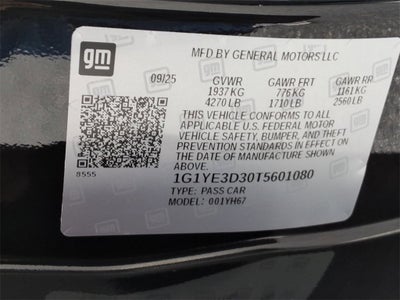 gm
MFD BY GENERAL MOTORS LLC
09/25 GVWR GAWR FRT GAWR RR
1937 KG 776 KG 1161 KG
4270 LB 1710 LB 2560 LB
THIS VEHICLE CONFORMS TO ALL
APPLICABLE U.S. FEDERAL MOTOR
VEHICLE SAFETY, BUMPER, AND THEFT
PREVENTION STANDARDS IN EFFECT ON
THE DATE OF MANUFACTURE SHOWN
ABOVE.
8555
1G1YE3D30T5601080
TYPE: PASS CAR
MODEL: 001YH67